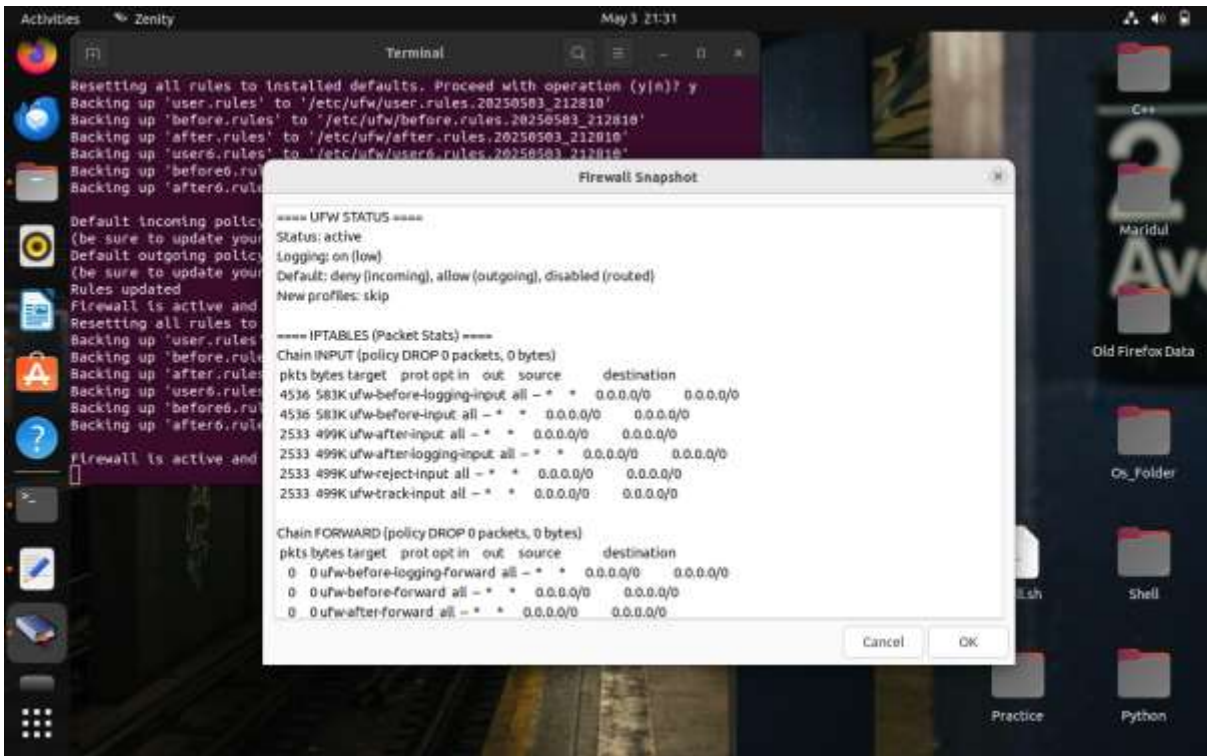 Activities Zenity May 3 21:31
Terminal
Resetting all rules to installed defaults. Proceed with operation (y|n)? y
Backing up 'user.rules' to '/etc/ufw/user.rules.20250503_212810'
Backing up 'before.rules' to '/etc/ufw/before.rules.20250503_212810'
Backing up 'after.rules' to '/etc/ufw/after.rules.20250503_212810'
Backing up 'user6.rules' to '/etc/ufw/user6.rules.20250503_212810'
Backing up 'before6.ru
Backing up 'after6.rule
Default incoming policy
(be sure to update your
Default outgoing policy
(be sure to update your
Rules updated
Firewall is active and
Resetting all rules to
Backing up 'user.rules'
Backing up 'before.rule
Backing up 'after.rules
Backing up 'user6.rules
Backing up 'before6.rul
Backing up 'after6.rule
Firewall is active and
Firewall Snapshot
==== UFW STATUS ====
Status: active
Logging: on (low)
Default: deny (incoming), allow (outgoing), disabled (routed)
New profiles: skip
==== IPTABLES (Packet Stats) ====
Chain INPUT (policy DROP 0 packets, 0 bytes)
pkts bytes target prot opt in out source destination
4536 583K ufw-before-logging-input all -- * * 0.0.0.0/0 0.0.0.0/0
4536 583K ufw-before-input all -- * * 0.0.0.0/0 0.0.0.0/0
2533 499K ufw-after-input all -- * * 0.0.0.0/0 0.0.0.0/0
2533 499K ufw-after-logging-input all -- * * 0.0.0.0/0 0.0.0.0/0
2533 499K ufw-reject-input all -- * * 0.0.0.0/0 0.0.0.0/0
2533 499K ufw-track-input all -- * * 0.0.0.0/0 0.0.0.0/0
Chain FORWARD (policy DROP 0 packets, 0 bytes)
pkts bytes target prot opt in out source destination
0 0 ufw-before-logging-forward all -- * * 0.0.0.0/0 0.0.0.0/0
0 0 ufw-before-forward all -- * * 0.0.0.0/0 0.0.0.0/0
0 0 ufw-after-forward all -- * * 0.0.0.0/0 0.0.0.0/0
Cancel OK
C++
2
Maridul
Av
Old Firefox Data
Os_Folder
.sh
Shell
Practice
Python